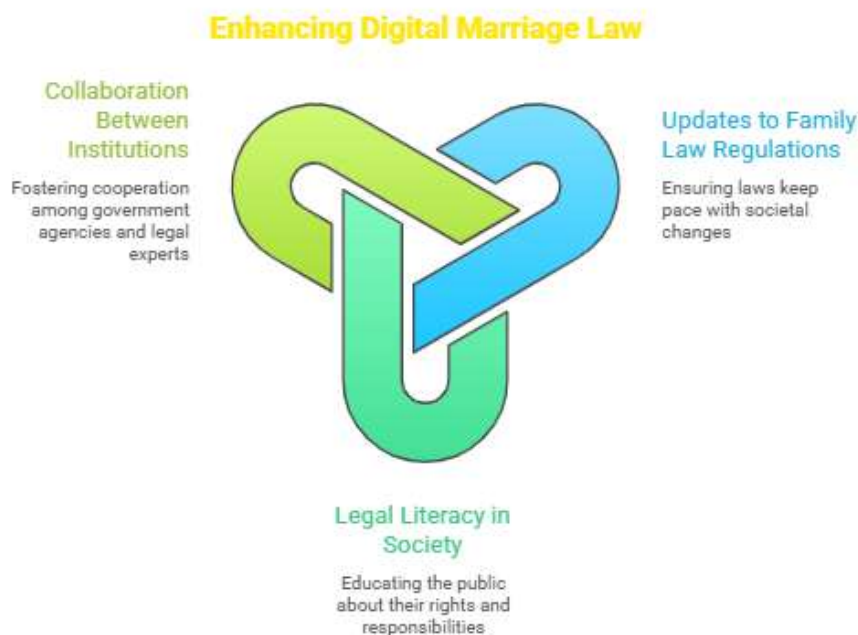 Enhancing Digital Marriage Law
Collaboration
Between
Institutions
Fostering cooperation
among government
agencies and legal
experts
Updates to Family
Law Regulations
Ensuring laws keep
pace with societal
changes
Legal Literacy in
Society
Educating the public
about their rights and
responsibilities